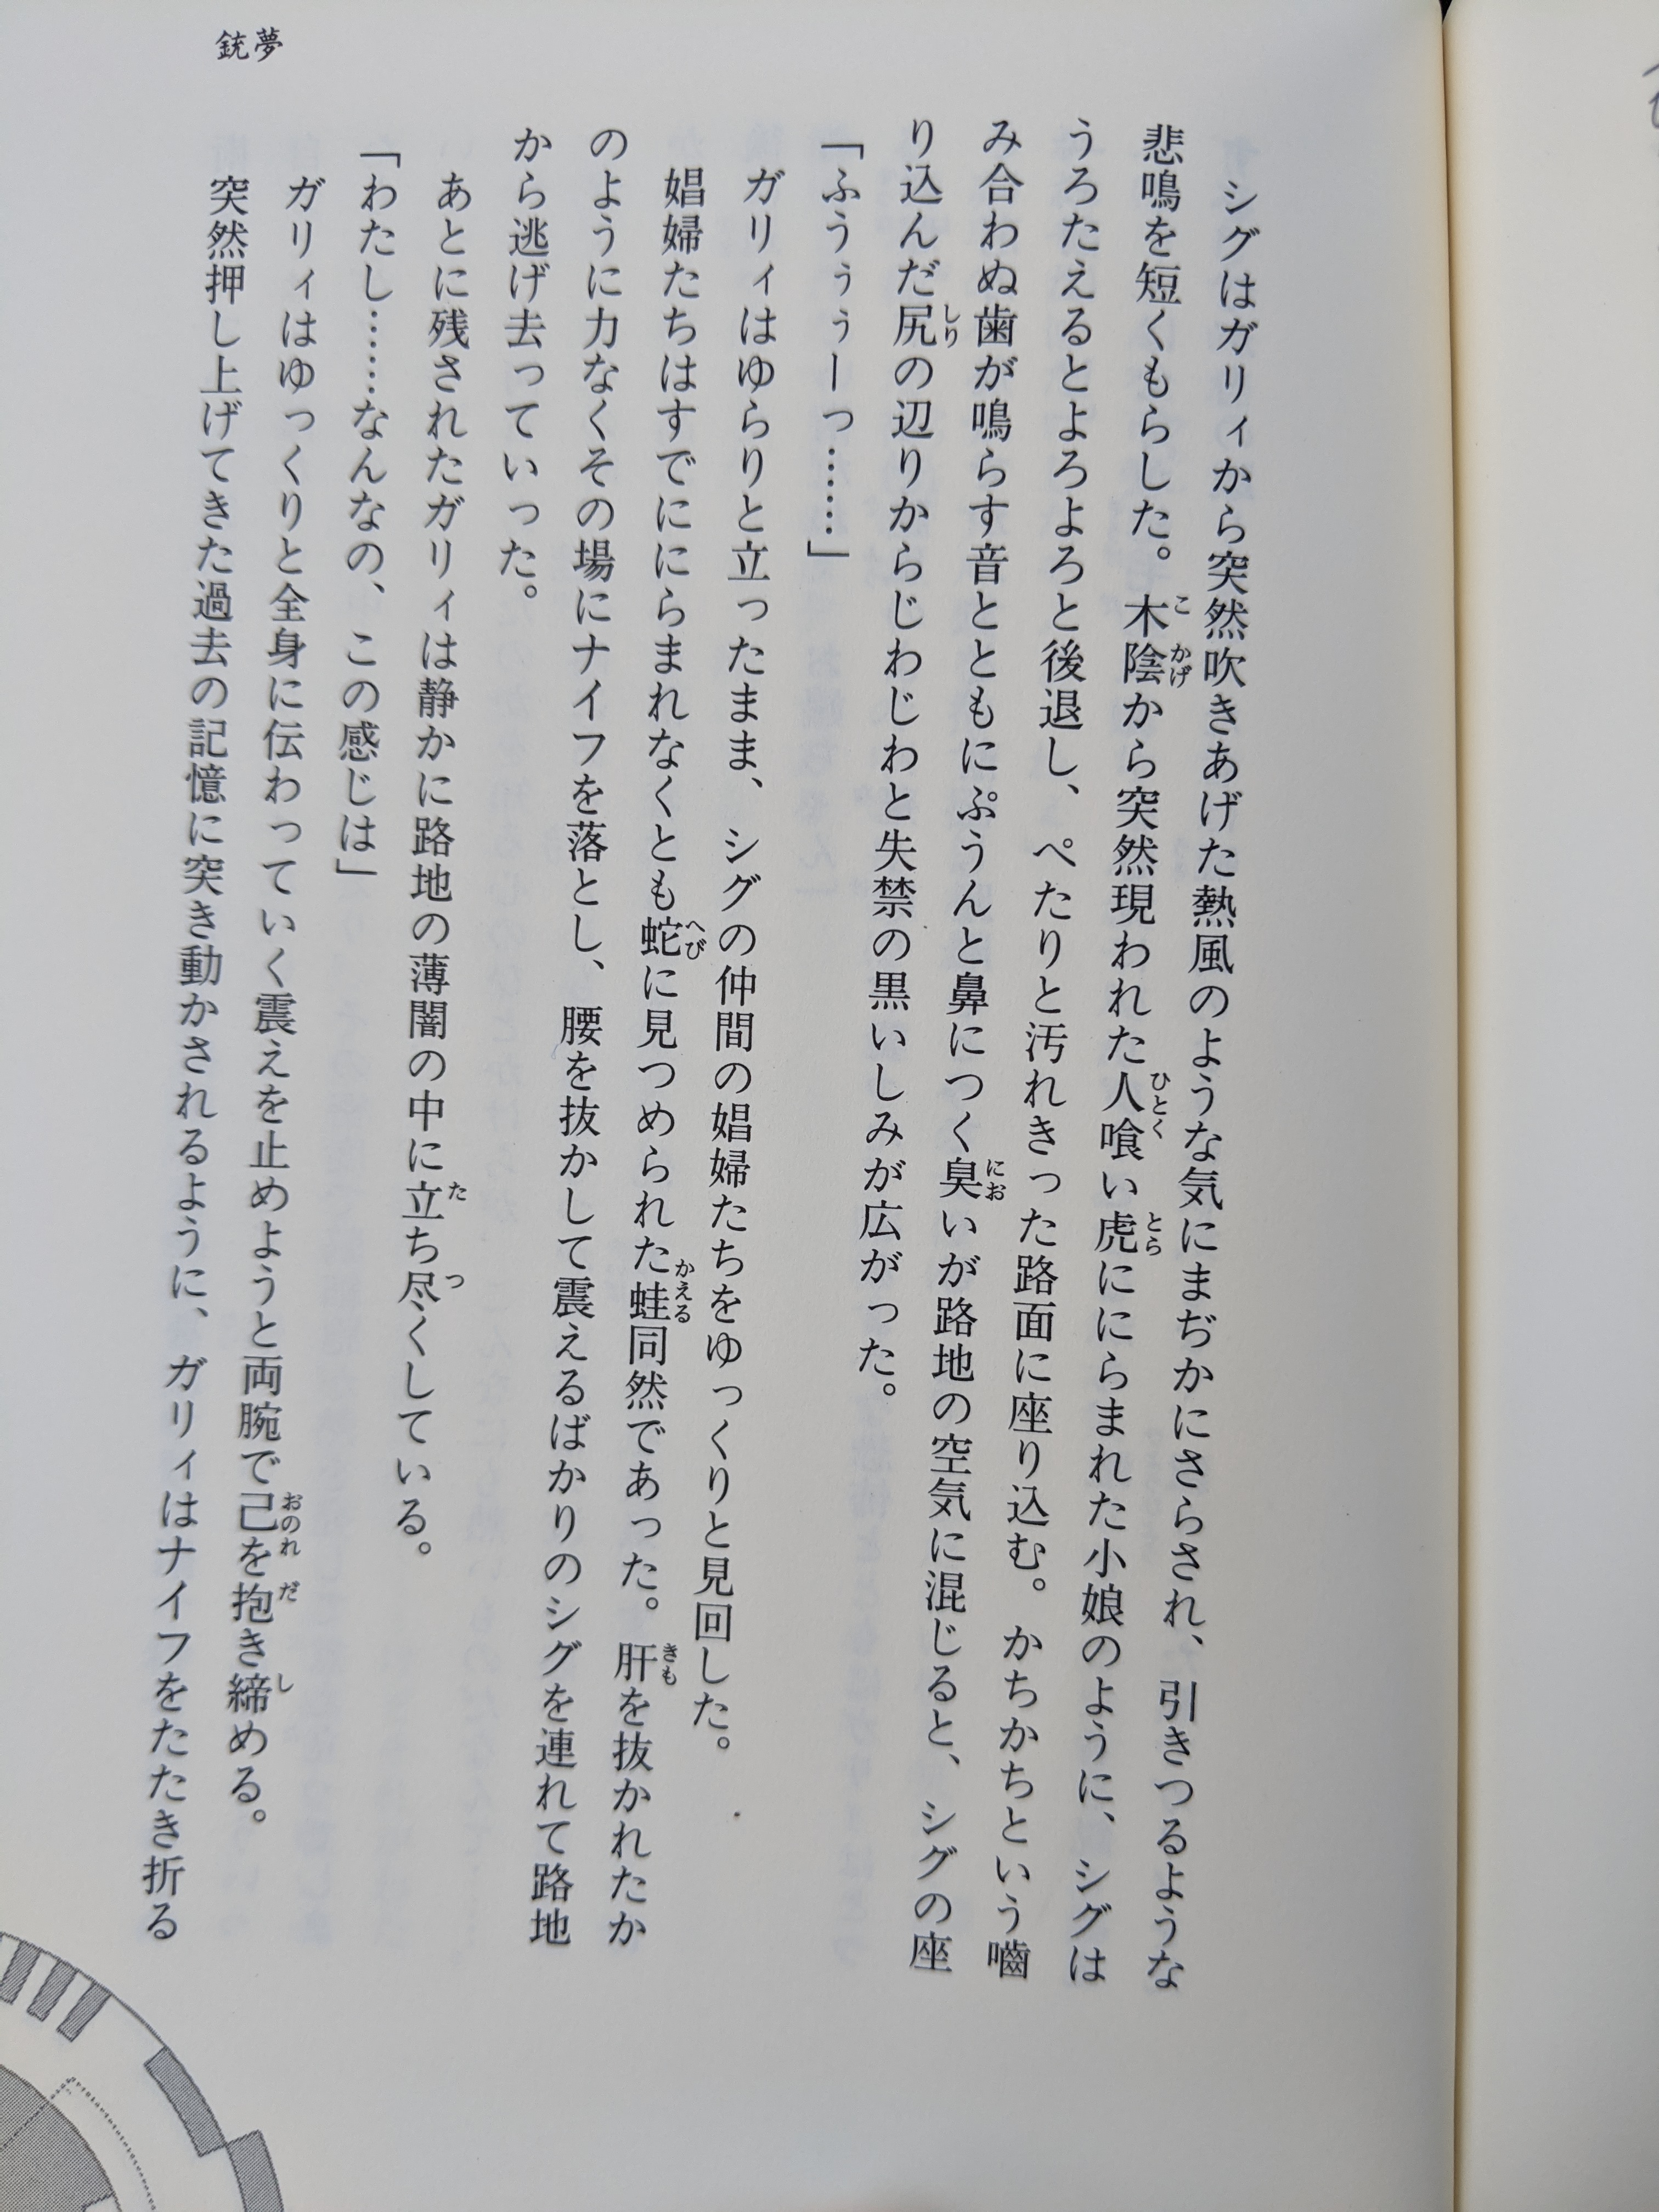 銃夢
シグはガリィから突然吹きあげた熱風のような気にまぢかにさらされ、引きつるような
悲鳴を短くもらした。木陰から突然現われた人喰い虎ににらまれた小娘のように、シグは
うろたえるとよろよろと後退し、ぺたりと汚れきった路面に座り込む。かちかちという嚙
み合わぬ歯が鳴らす音とともにぷうんと鼻につく臭いが路地の空気に混じると、シグの座
り込んだ尻の辺りからじわじわと失禁の黒いしみが広がった。
「ふうぅぅーっ……」
ガリィはゆらりと立ったまま、シグの仲間の娼婦たちをゆっくりと見回した。
娼婦たちはすでににらまれなくとも蛇に見つめられた蛙同然であった。肝を抜かれたか
のように力なくその場にナイフを落とし、腰を抜かして震えるばかりのシグを連れて路地
から逃げ去っていった。
あとに残されたガリィは静かに路地の薄闇の中に立ち尽くしている。
「わたし……なんなの、この感じは」
ガリィはゆっくりと全身に伝わっていく震えを止めようと両腕で己を抱き締める。
突然押し上げてきた過去の記憶に突き動かされるように、ガリィはナイフをたたき折る